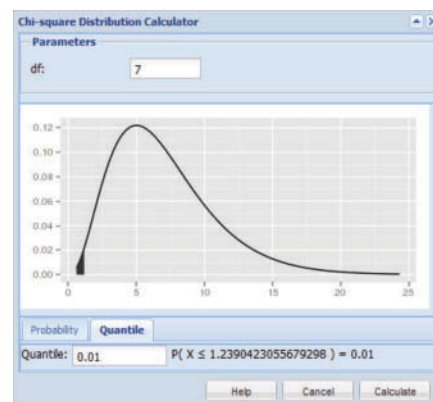 Chi-square Distribution Calculator
Parameters
df: 7
0.12
0.10
0.08
0.06
0.04
0.02
0.00
0 5 10 15 20 25
Probability Quantile
Quantile: 0.01 P( X ≤ 1.2390423055679298 ) = 0.01
Help Cancel Calculate